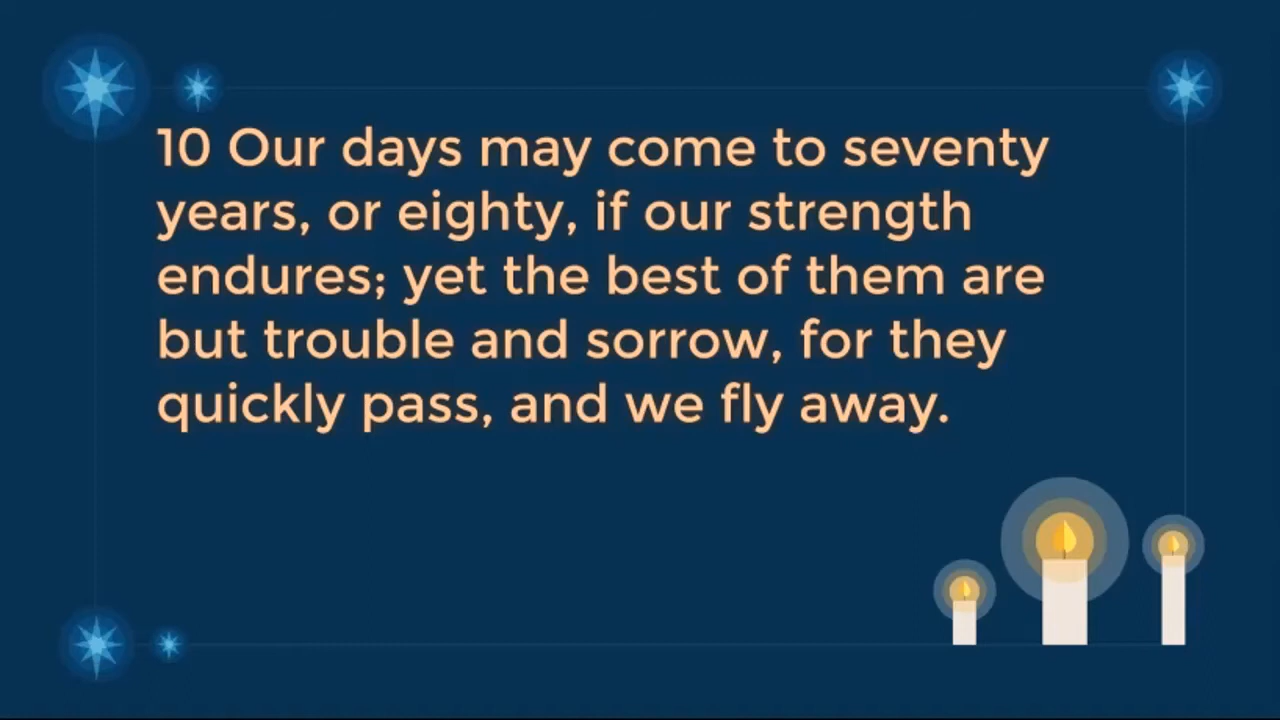 10 Our days may come to seventy
years, or eighty, if our strength
endures; yet the best of them are
but trouble and sorrow, for they
quickly pass, and we fly away.